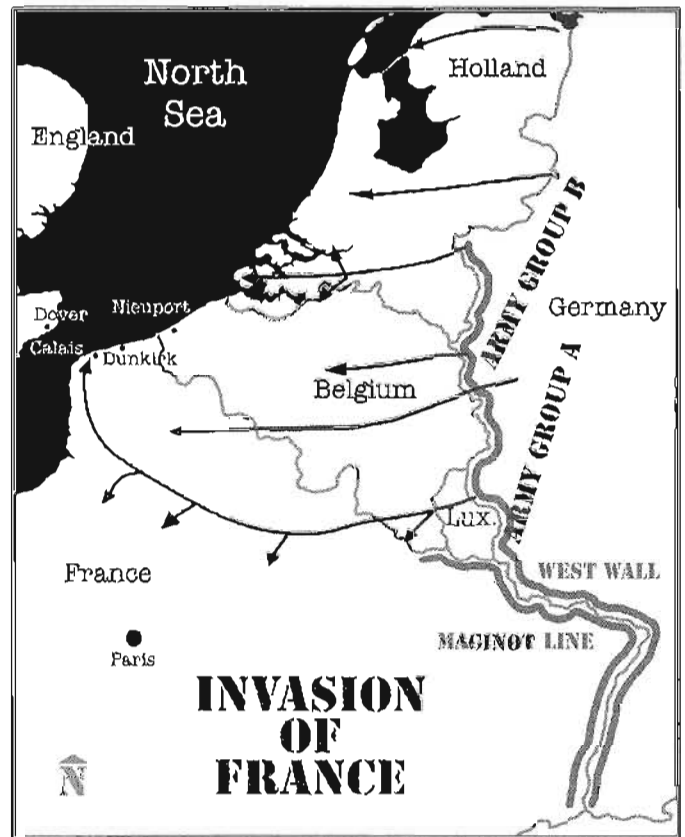 North
Sea
Holland
England
ARMY GROUP B
Germany
Dover
Nieuport
Calais
Dunkirk
Belgium
ARMY GROUP A
Lux.
France
WEST WALL
MAGINOT LINE
Paris
INVASION
OF
FRANCE
N